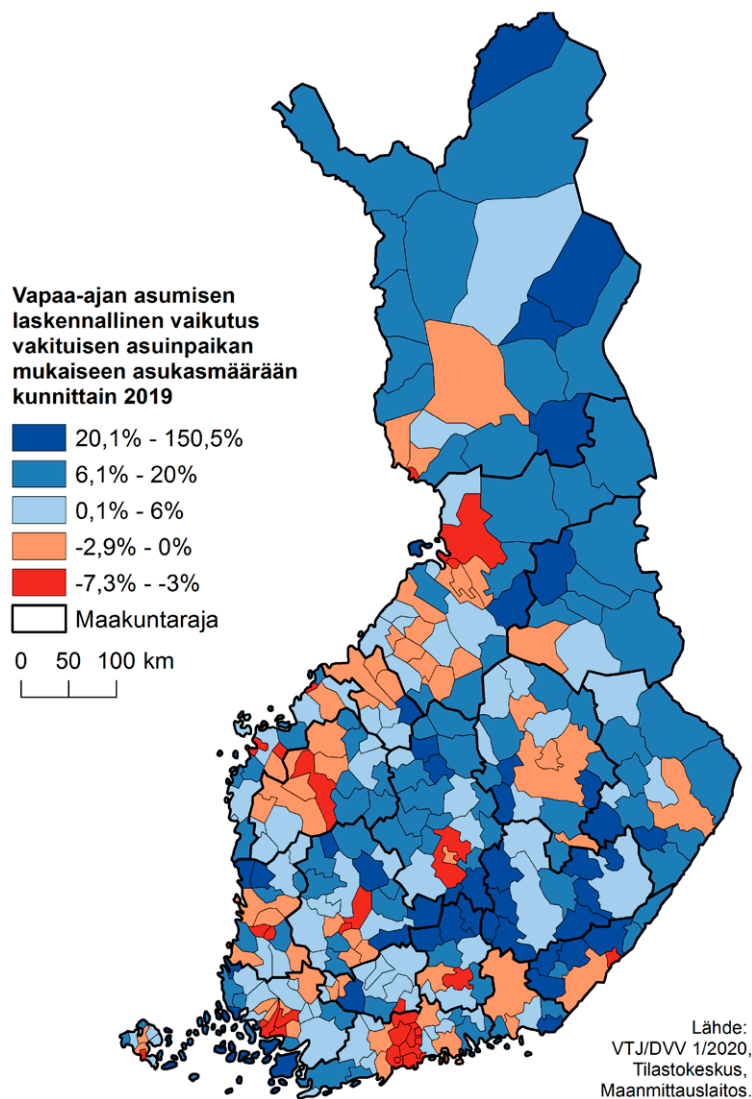 Vapaa-ajan asumisen
laskennallinen vaikutus
vakituisen asuinpaikan
mukaiseen asukasmäärään
kunnittain 2019
20,1% - 150,5%
6,1% - 20%
0,1% - 6%
-2,9% - 0%
-7,3% - -3%
Maakuntaraja
0 50 100 km
Lähde:
VTJ/DVV 1/2020,
Tilastokeskus,
Maanmittauslaitos.